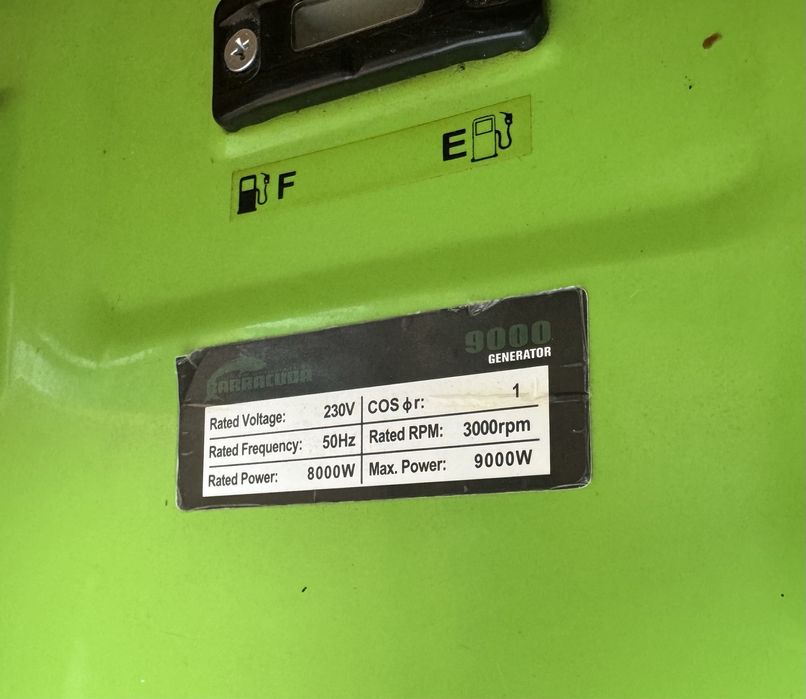 F E
9000
BARRACUDA GENERATOR
Rated Voltage: 230V COS ϕ r: 1
Rated Frequency: 50Hz Rated RPM: 3000rpm
Rated Power: 8000W Max. Power: 9000W